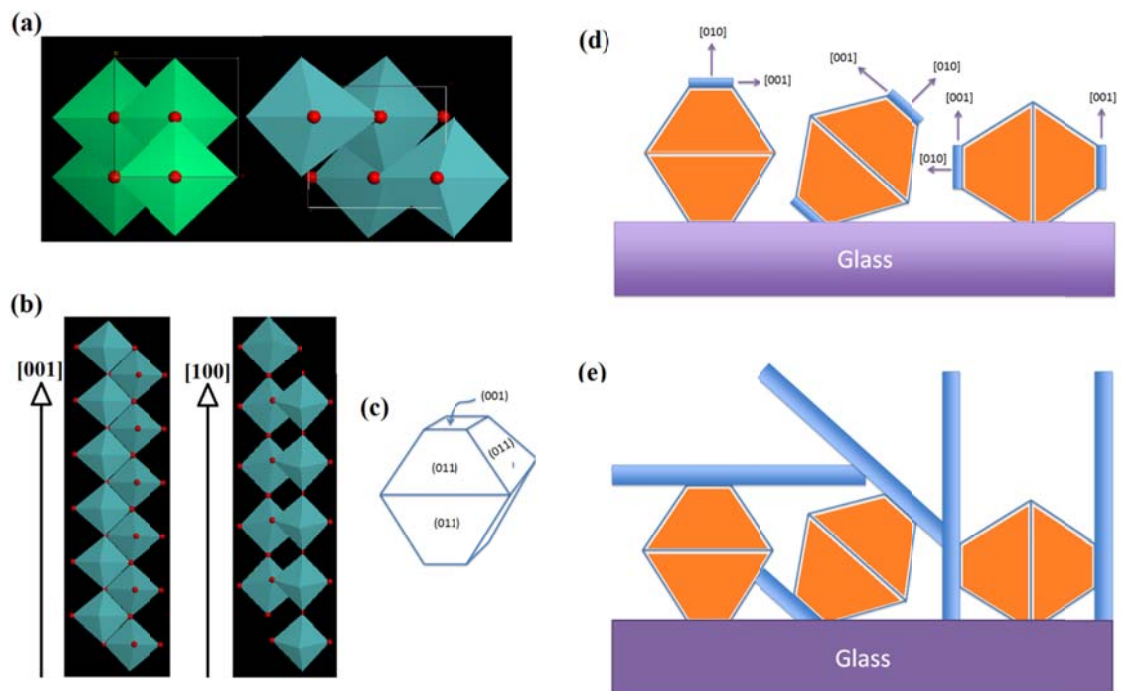 (a)
(b)
[001]
[100]
(c)
(001)
(011)
(011)
(011)
(d)
[010]
[001]
[001]
[010]
[001]
[001]
[010]
Glass
(e)
Glass